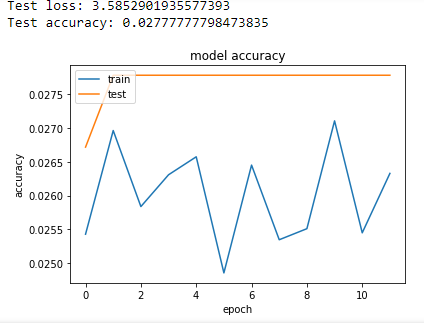 Test loss: 3.5852901935577393
Test accuracy: 0.02777777798473835
model accuracy
train
test
0.0275
0.0270
0.0265
0.0260
0.0255
0.0250
accuracy
0 2 4 6 8 10
epoch